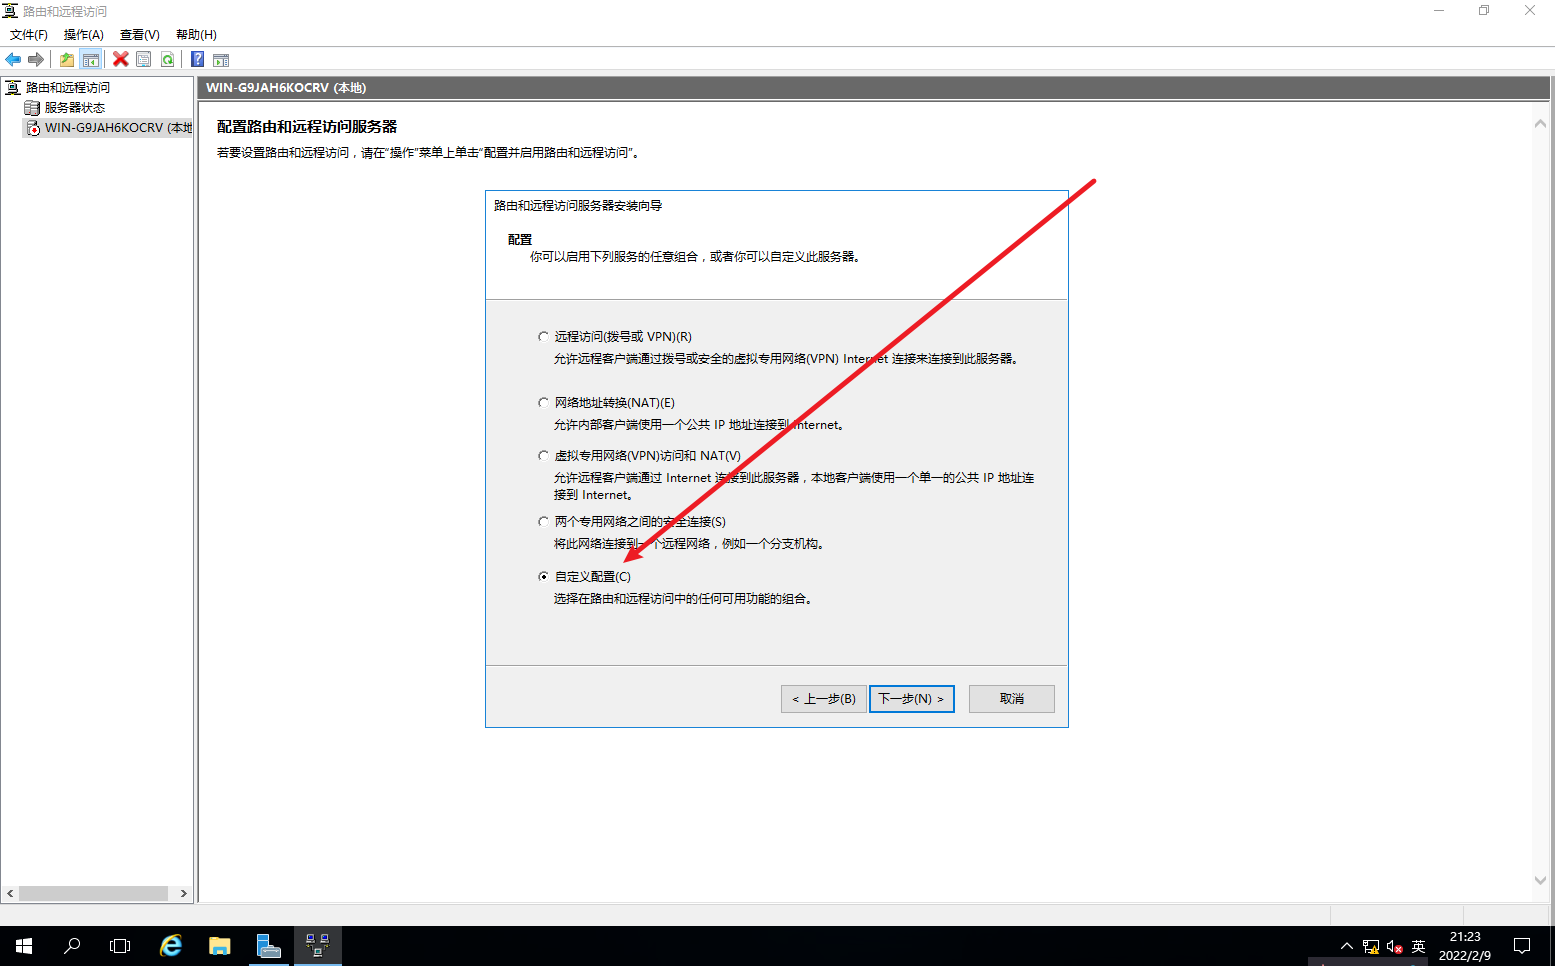 路由和远程访问
文件(F) 操作(A) 查看(V) 帮助(H)
路由和远程访问
服务器状态
WIN-G9JAH6KOCRV (本地
WIN-G9JAH6KOCRV (本地)
配置路由和远程访问服务器
若要设置路由和远程访问，请在“操作”菜单上单击“配置并启用路由和远程访问”。
路由和远程访问服务器安装向导
配置
你可以启用下列服务的任意组合，或者你可以自定义此服务器。
远程访问(拨号或 VPN)(R)
允许远程客户端通过拨号或安全的虚拟专用网络(VPN) Internet 连接来连接到此服务器。
网络地址转换(NAT)(E)
允许内部客户端使用一个公共 IP 地址连接到 Internet。
虚拟专用网络(VPN)访问和 NAT(V)
允许远程客户端通过 Internet 连接到此服务器，本地客户端使用一个单一的公共 IP 地址连
接到 Internet。
两个专用网络之间的安全连接(S)
将此网络连接到一个远程网络，例如一个分支机构。
自定义配置(C)
选择在路由和远程访问中的任何可用功能的组合。
< 上一步(B) 下一步(N) > 取消
英
21:23
2022/2/9